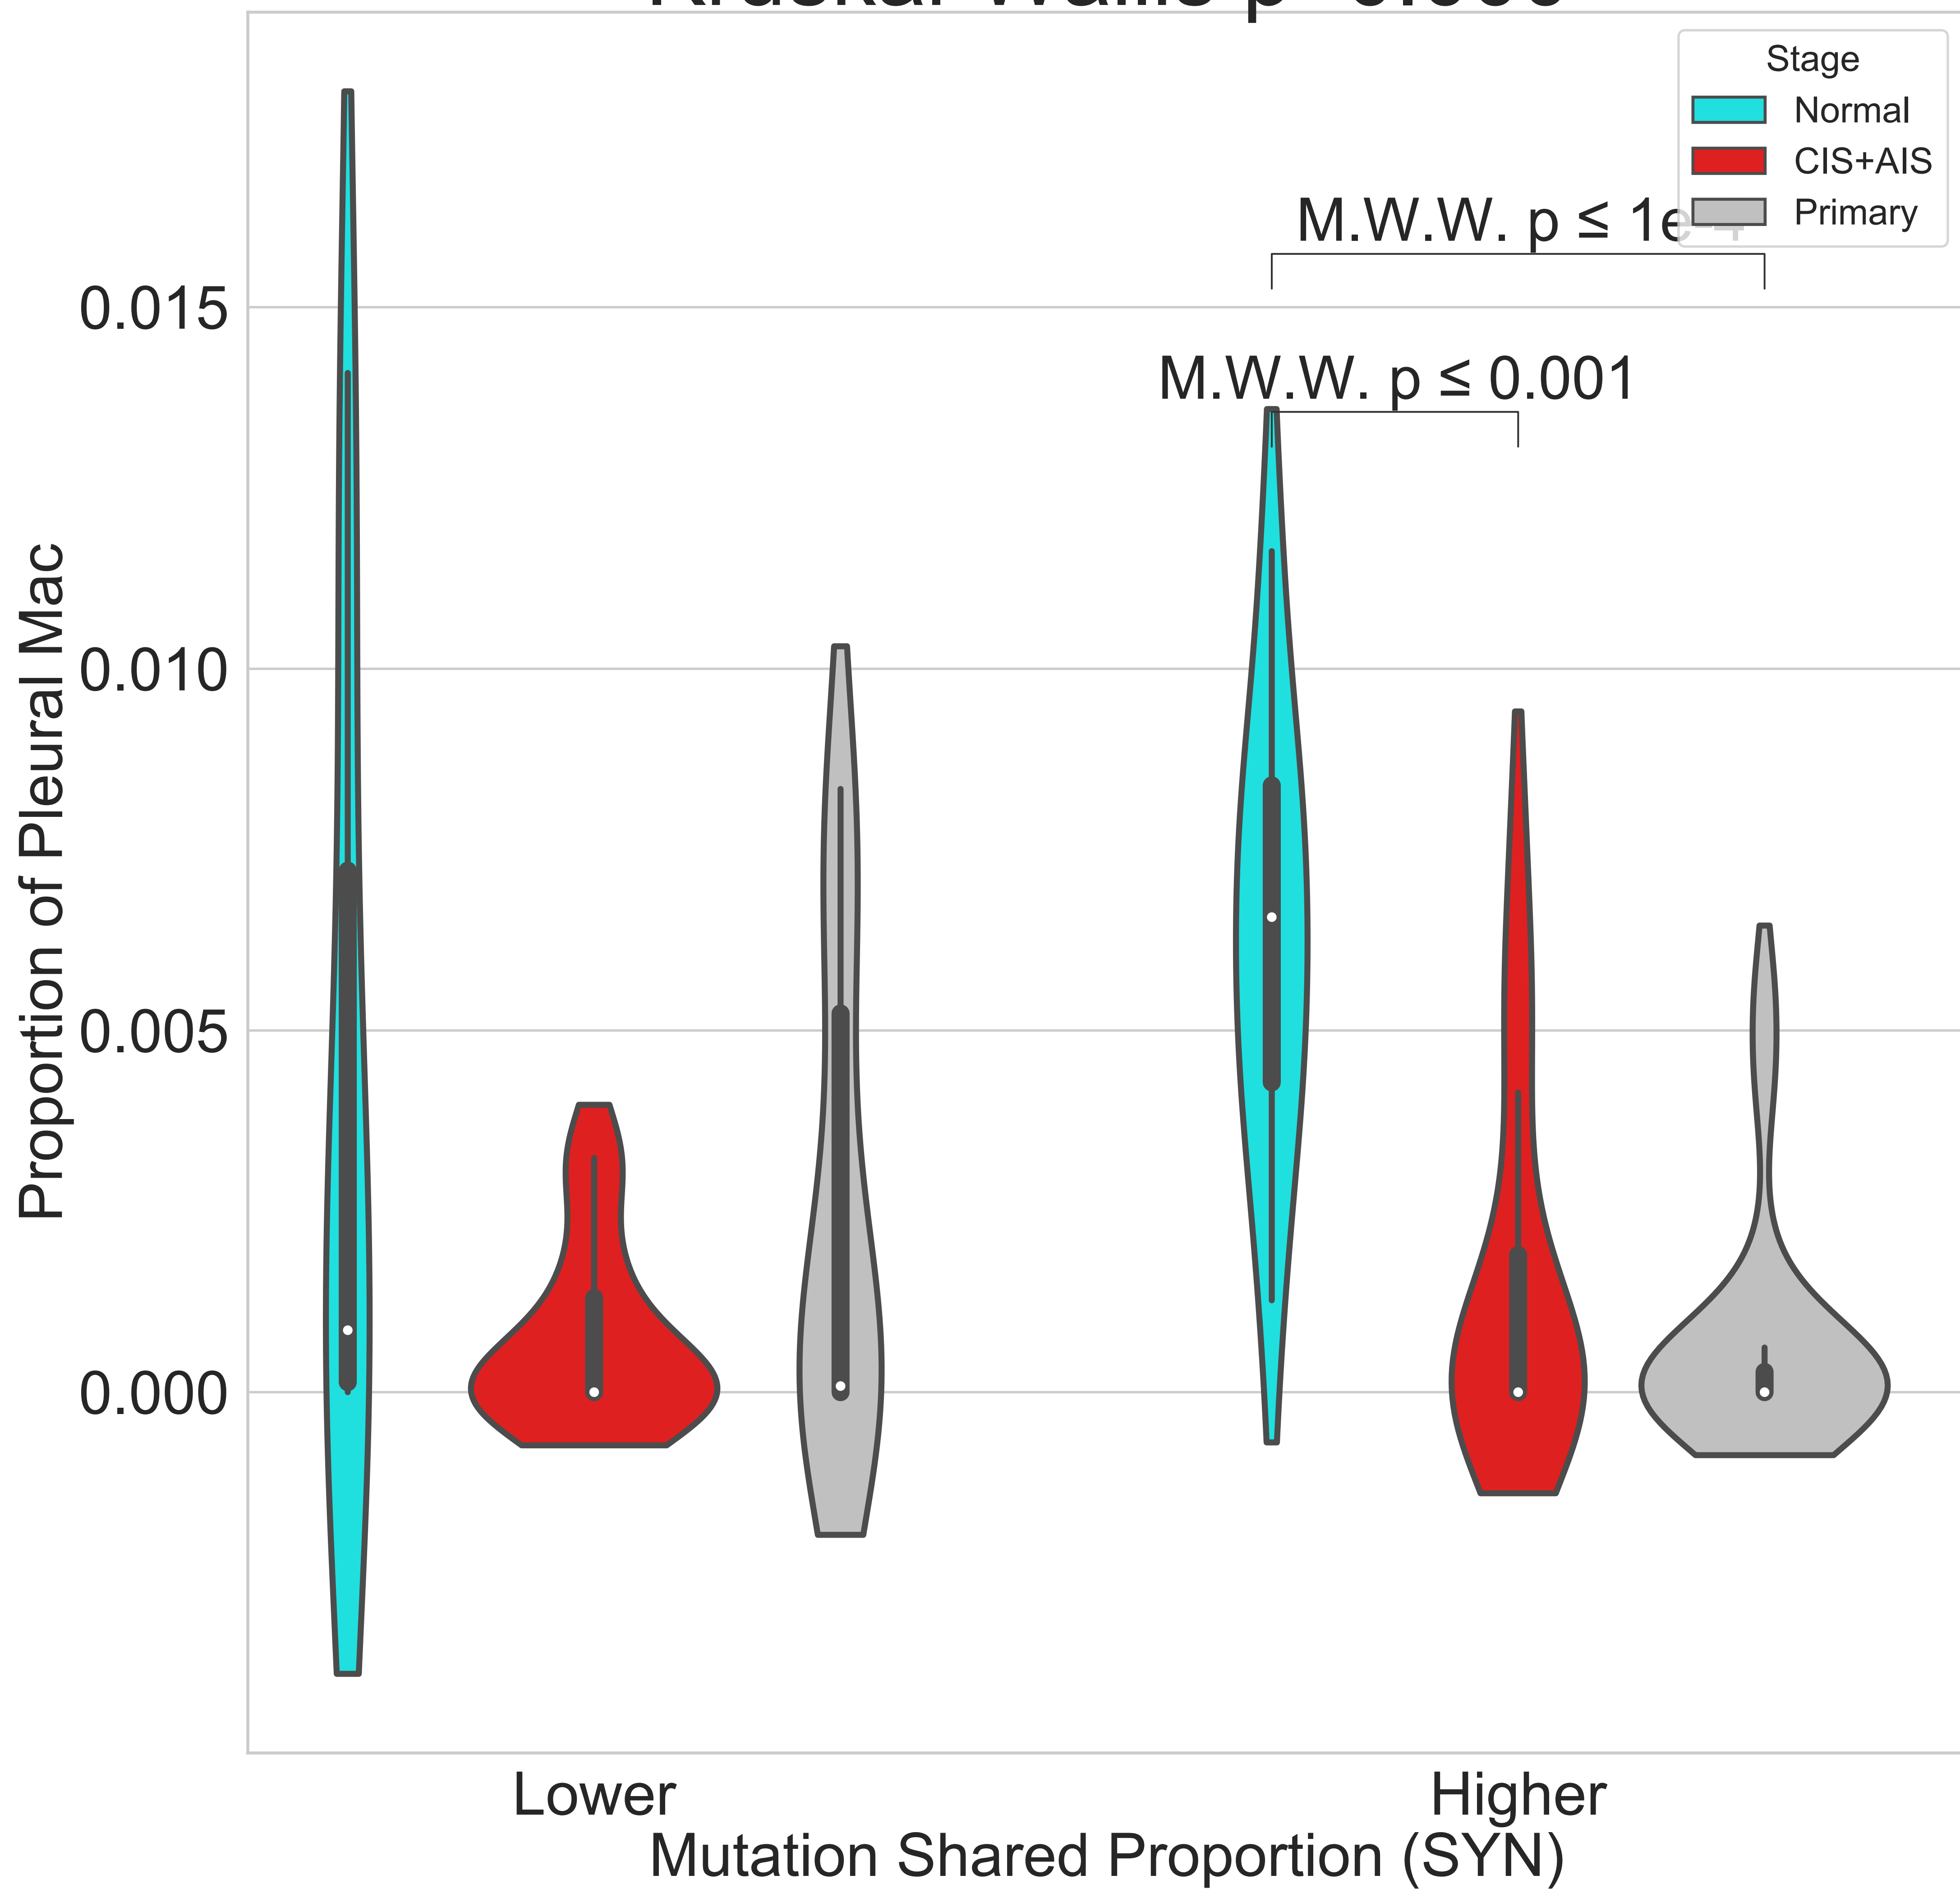 Stage
Normal
CIS+AIS
Primary
M.W.W. p ≤ 1e-4
M.W.W. p ≤ 0.001
0.015
0.010
0.005
0.000
Proportion of Pleural Mac
Lower
Higher
Mutation Shared Proportion (SYN)